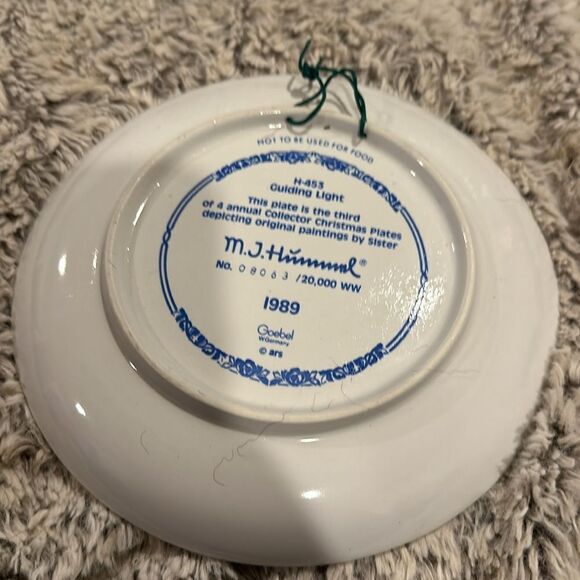 NOT TO BE USED FOR FOOD
H-453
Guiding Light
This plate is the third
of 4 annual Collector Christmas Plates
depicting original paintings by Sister
M.J.Hummel®
No. 08063 /20,000 WW
1989
Goebel
W.Germany
© ars